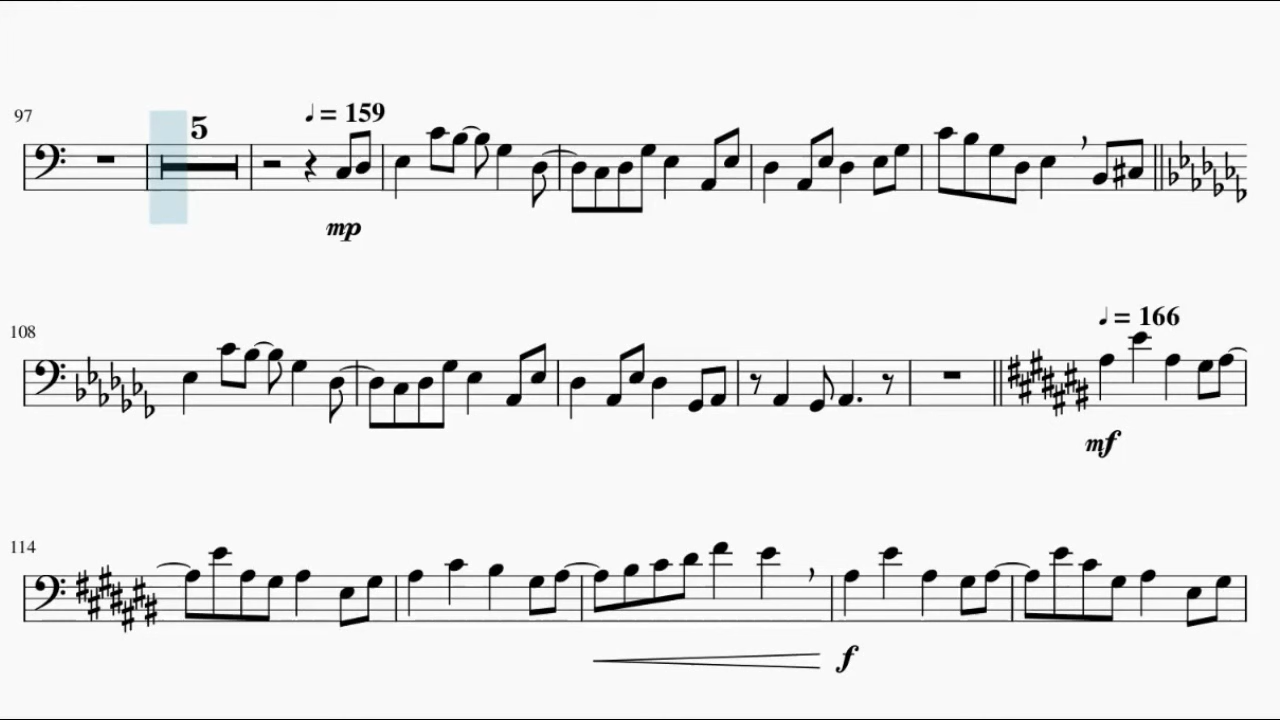 97
5
♩ = 159
mp
108
♩ = 166
mf
114
f